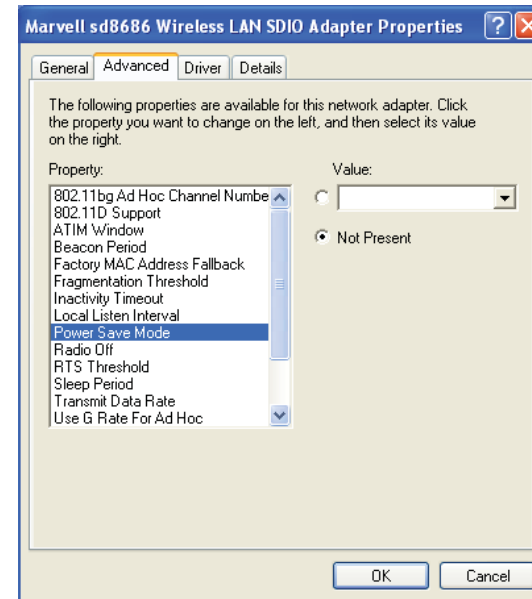 Marvell sd8686 Wireless LAN SDIO Adapter Properties
General Advanced Driver Details
The following properties are available for this network adapter. Click
the property you want to change on the left, and then select its value
on the right.
Property:
Value:
802.11bg Ad Hoc Channel Numbe
802.11D Support
ATIM Window
Beacon Period
Factory MAC Address Fallback
Fragmentation Threshold
Inactivity Timeout
Local Listen Interval
Power Save Mode
Radio Off
RTS Threshold
Sleep Period
Transmit Data Rate
Use G Rate For Ad Hoc
Not Present
OK
Cancel